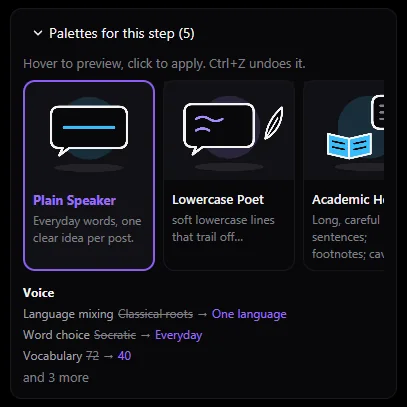 Palettes for this step (5)
Hover to preview, click to apply. Ctrl+Z undoes it.
Plain Speaker
Everyday words, one
clear idea per post.
Lowercase Poet
soft lowercase lines
that trail off...
Academic
Long, careful
sentences;
footnotes;
Voice
Language mixing Classical roots → One language
Word choice Socratic → Everyday
Vocabulary 72 → 40
and 3 more